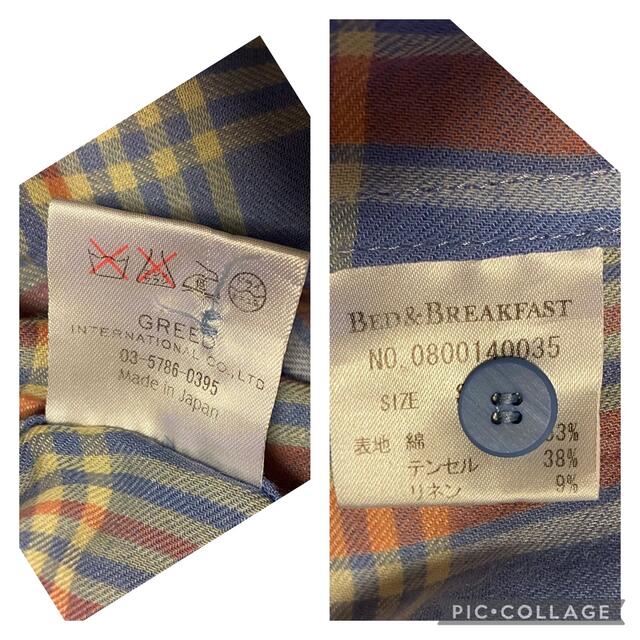 GREED
INTERNATIONAL CO., LTD
03-5786-0395
Made in Japan
BED&BREAKFAST
NO. 0800140035
SIZE
表地 綿 53%
テンセル 38%
リネン 9%
PIC•COLLAGE